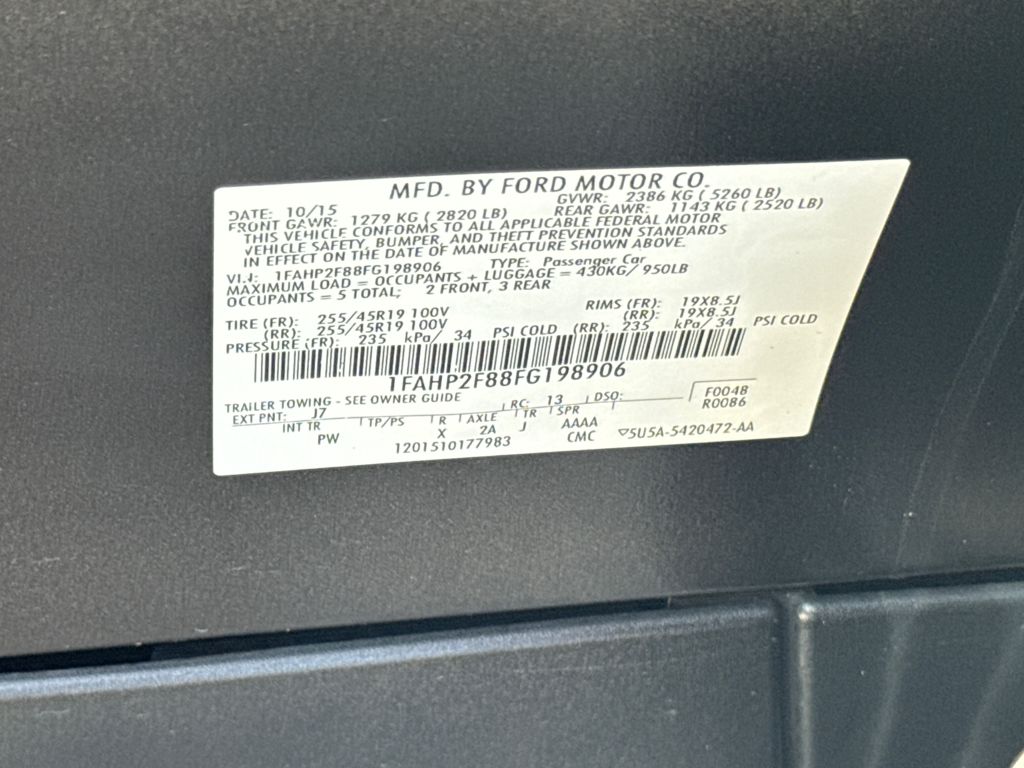 MFD. BY FORD MOTOR CO.
DATE: 10/15 GVWR: 2386 KG ( 5260 LB)
FRONT GAWR: 1279 KG ( 2820 LB) REAR GAWR: 1143 KG ( 2520 LB)
THIS VEHICLE CONFORMS TO ALL APPLICABLE FEDERAL MOTOR
VEHICLE SAFETY, BUMPER, AND THEFT PREVENTION STANDARDS
IN EFFECT ON THE DATE OF MANUFACTURE SHOWN ABOVE.
VIN: 1FAHP2F88FG198906 TYPE: Passenger Car
MAXIMUM LOAD = OCCUPANTS + LUGGAGE = 430KG/ 950LB
OCCUPANTS = 5 TOTAL; 2 FRONT, 3 REAR
TIRE (FR): 255/45R19 100V RIMS (FR): 19X8.5J
(RR): 255/45R19 100V (RR): 19X8.5J
PRESSURE (FR): 235 kPa/ 34 PSI COLD (RR): 235 kPa/ 34 PSI COLD
1FAHP2F88FG198906
TRAILER TOWING - SEE OWNER GUIDE
EXT PNT: J7 RC: 13 DSO: F0048
INT TR TP/PS R AXLE TR SPR R0086
PW X 2A J AAAA
1201510177983 CMC ▽5U5A-5420472-AA